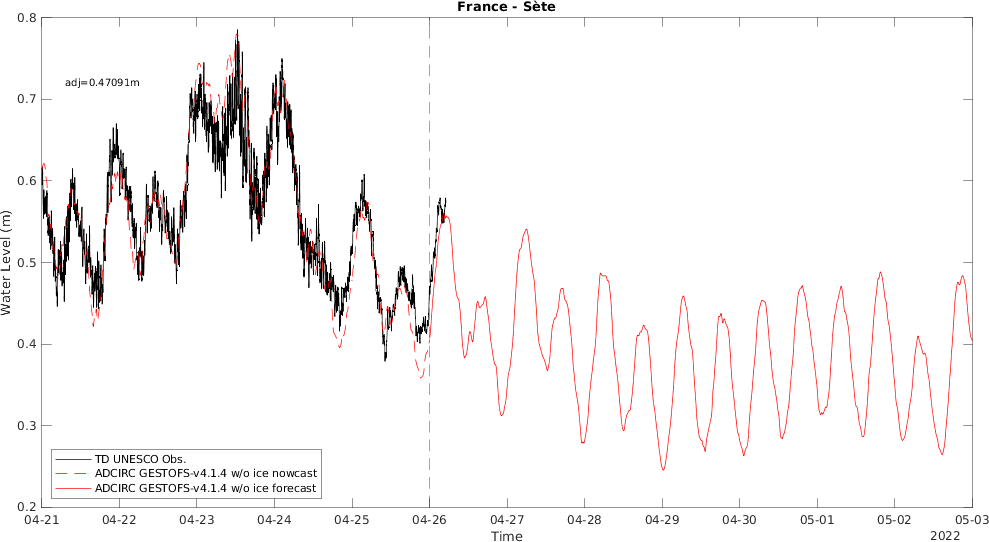 France - Sète
adj=0.47091m
Water Level (m)
0.8
0.7
0.6
0.5
0.4
0.3
0.2
TD UNESCO Obs.
ADCIRC GESTOFS-v4.1.4 w/o ice nowcast
ADCIRC GESTOFS-v4.1.4 w/o ice forecast
04-21 04-22 04-23 04-24 04-25 04-26 04-27 04-28 04-29 04-30 05-01 05-02 05-03
Time
2022